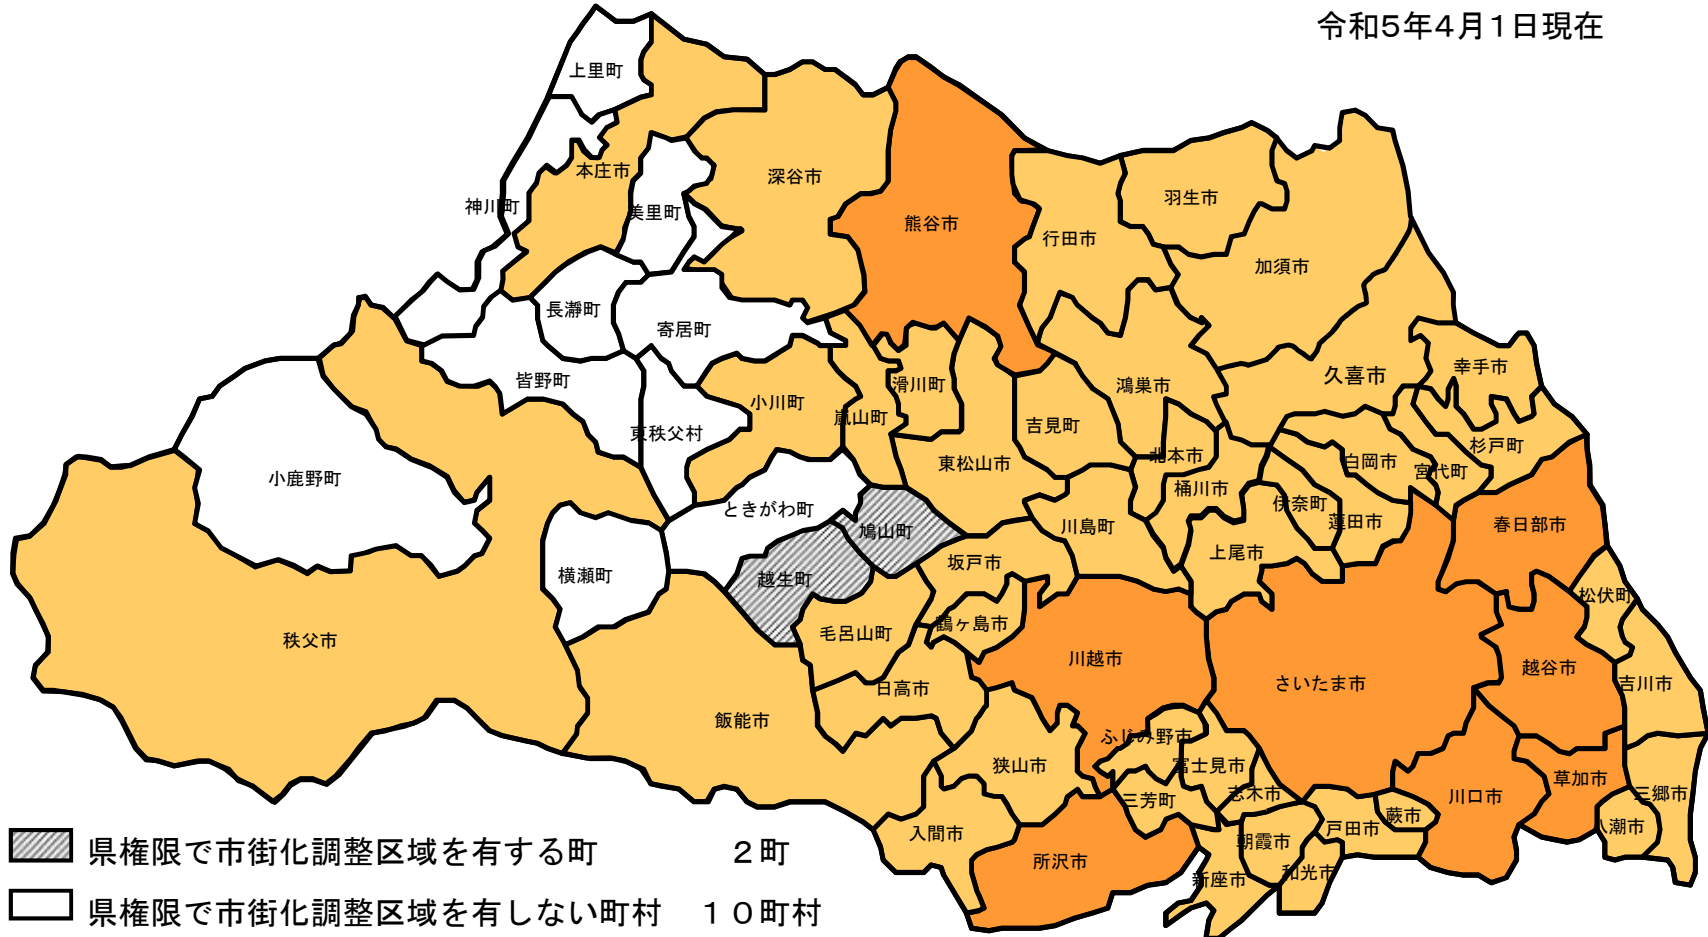 令和5年4月1日現在
上里町
本庄市
深谷市
神川町
美里町
熊谷市
羽生市
行田市
加須市
長瀞町
寄居町
皆野町
小川町
嵐山町
滑川町
吉見町
鴻巣市
久喜市
幸手市
東秩父村
東松山市
北本市
白岡市
宮代町
杉戸町
小鹿野町
ときがわ町
鳩山町
川島町
桶川市
伊奈町
蓮田市
春日部市
横瀬町
越生町
坂戸市
上尾市
松伏町
秩父市
毛呂山町
鶴ヶ島市
川越市
さいたま市
越谷市
吉川市
飯能市
日高市
狭山市
ふじみ野市
富士見市
三芳町
志木市
川口市
草加市
三郷市
入間市
所沢市
新座市
朝霞市
和光市
戸田市
蕨市
八潮市
県権限で市街化調整区域を有する町 2町
県権限で市街化調整区域を有しない町村 10町村